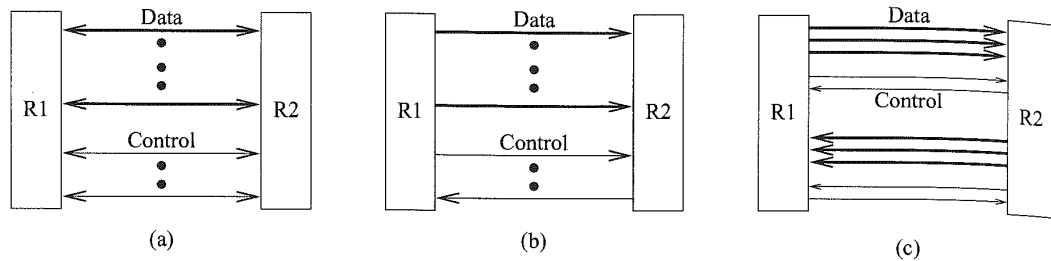 Data
R1
R2
Control
(a)
Data
R1
R2
Control
(b)
Data
R1
Control
R2
(c)